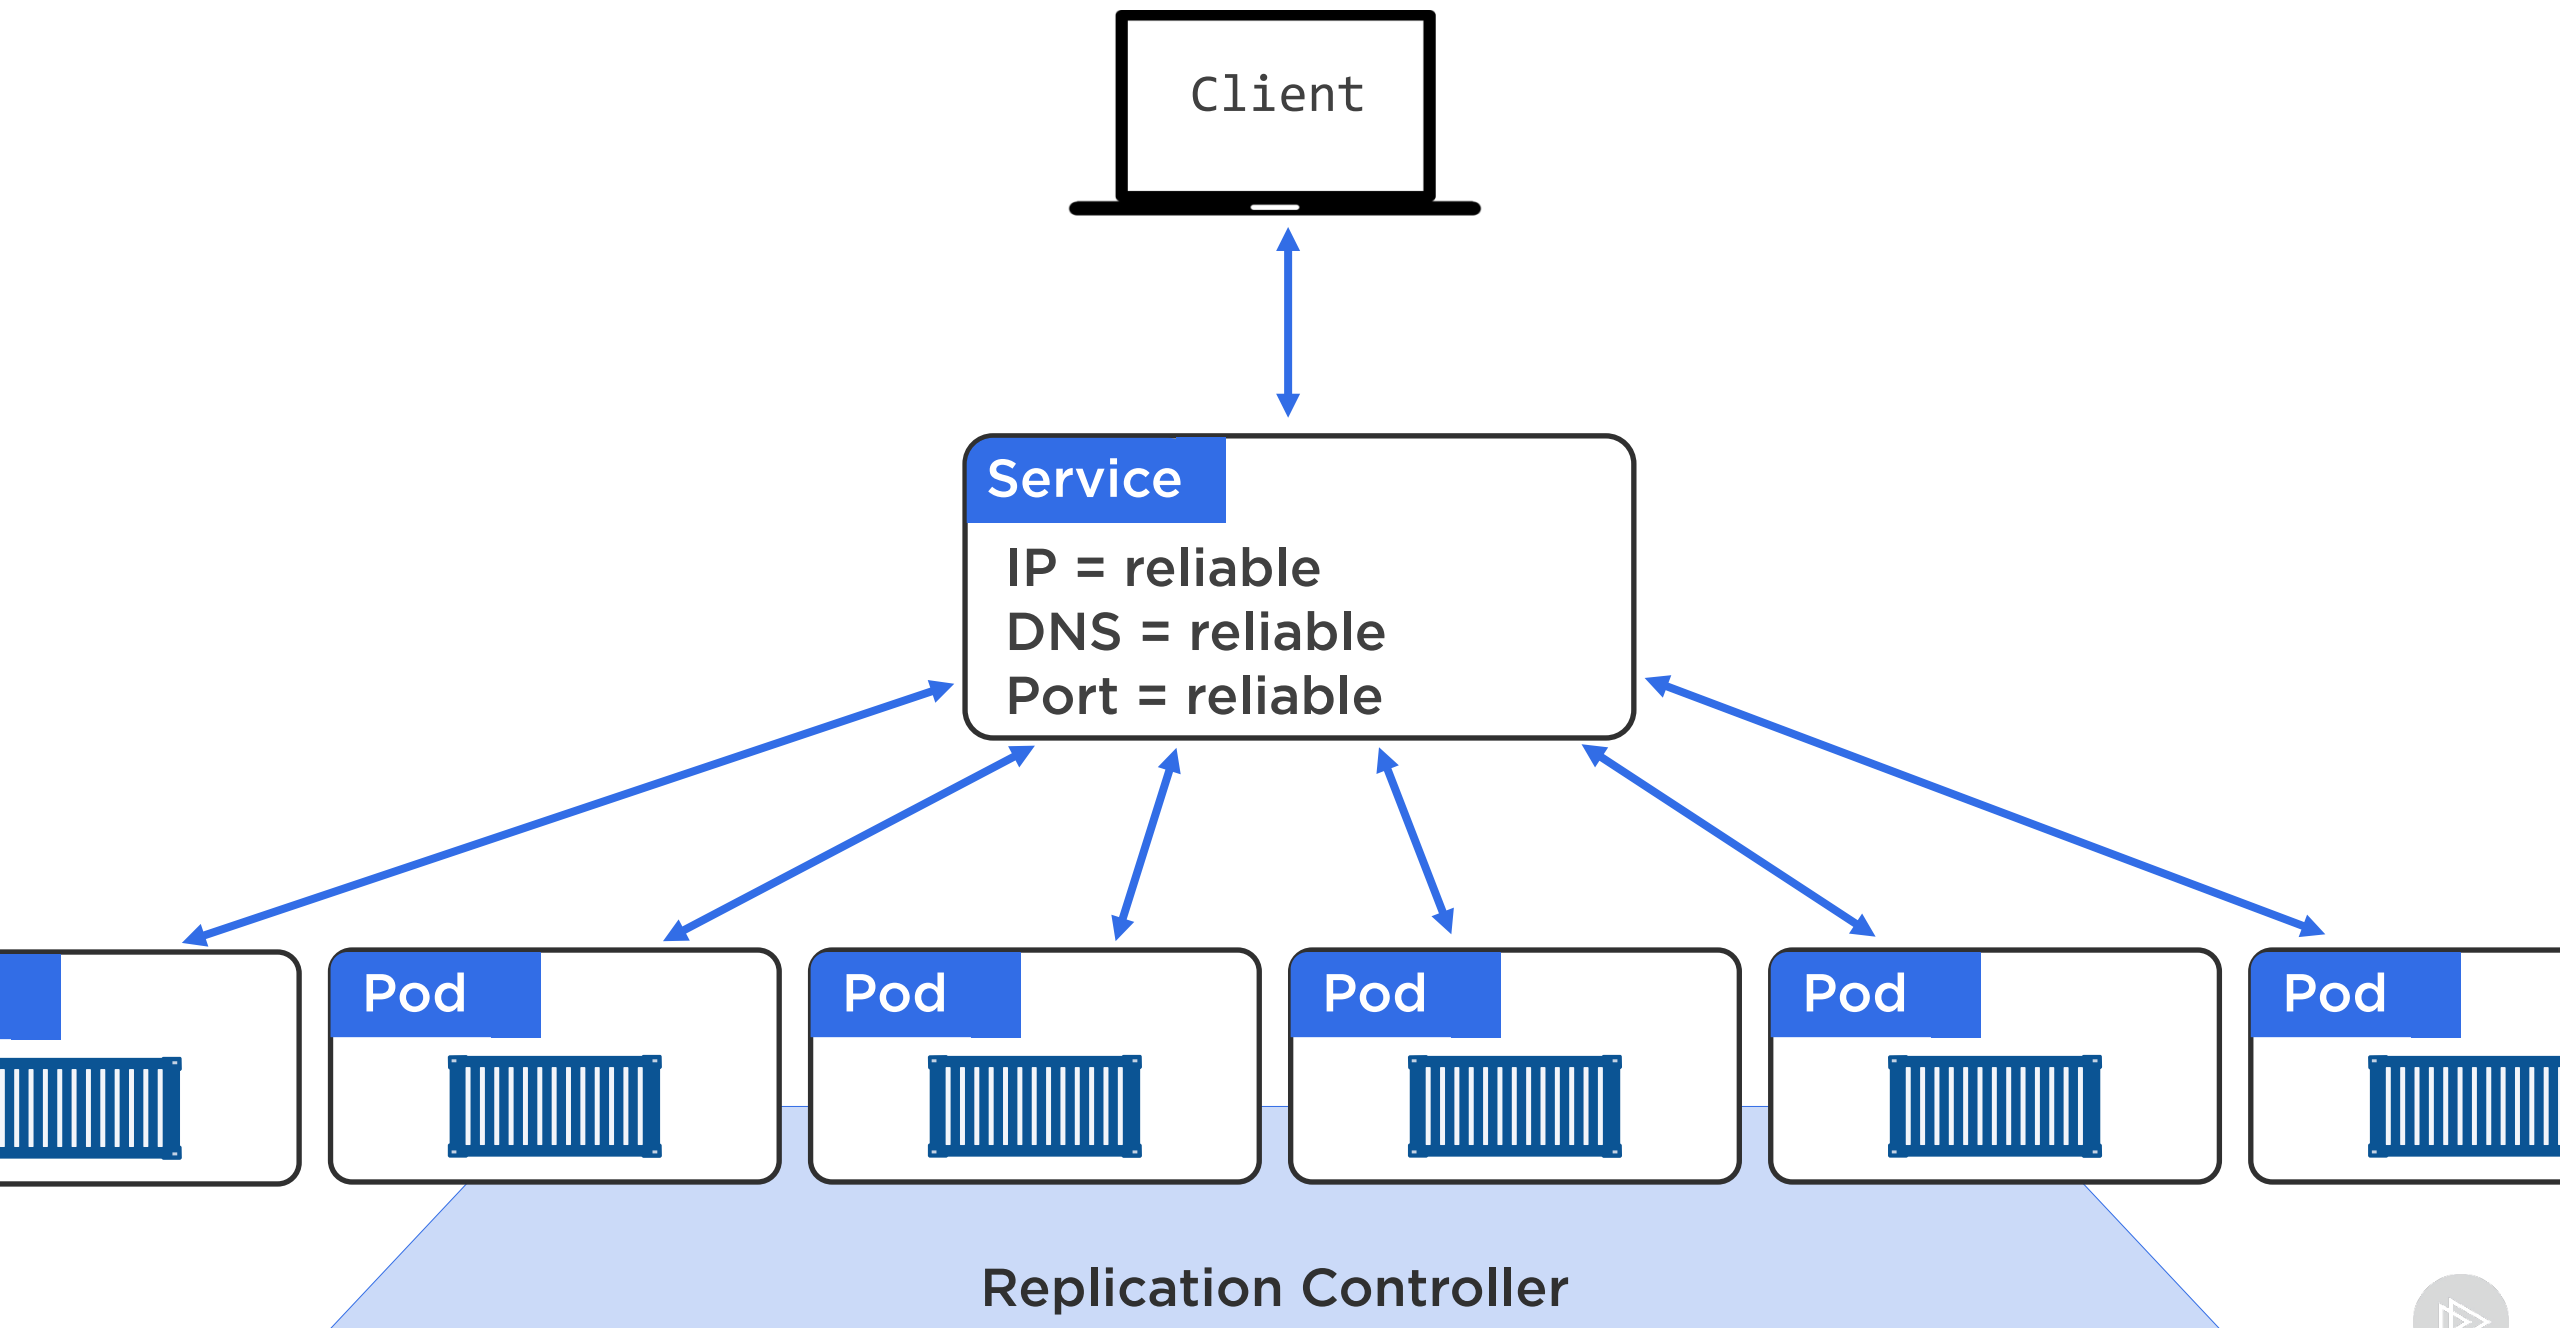 Client
Service
IP = reliable
DNS = reliable
Port = reliable
Pod
Pod
Pod
Pod
Pod
Replication Controller